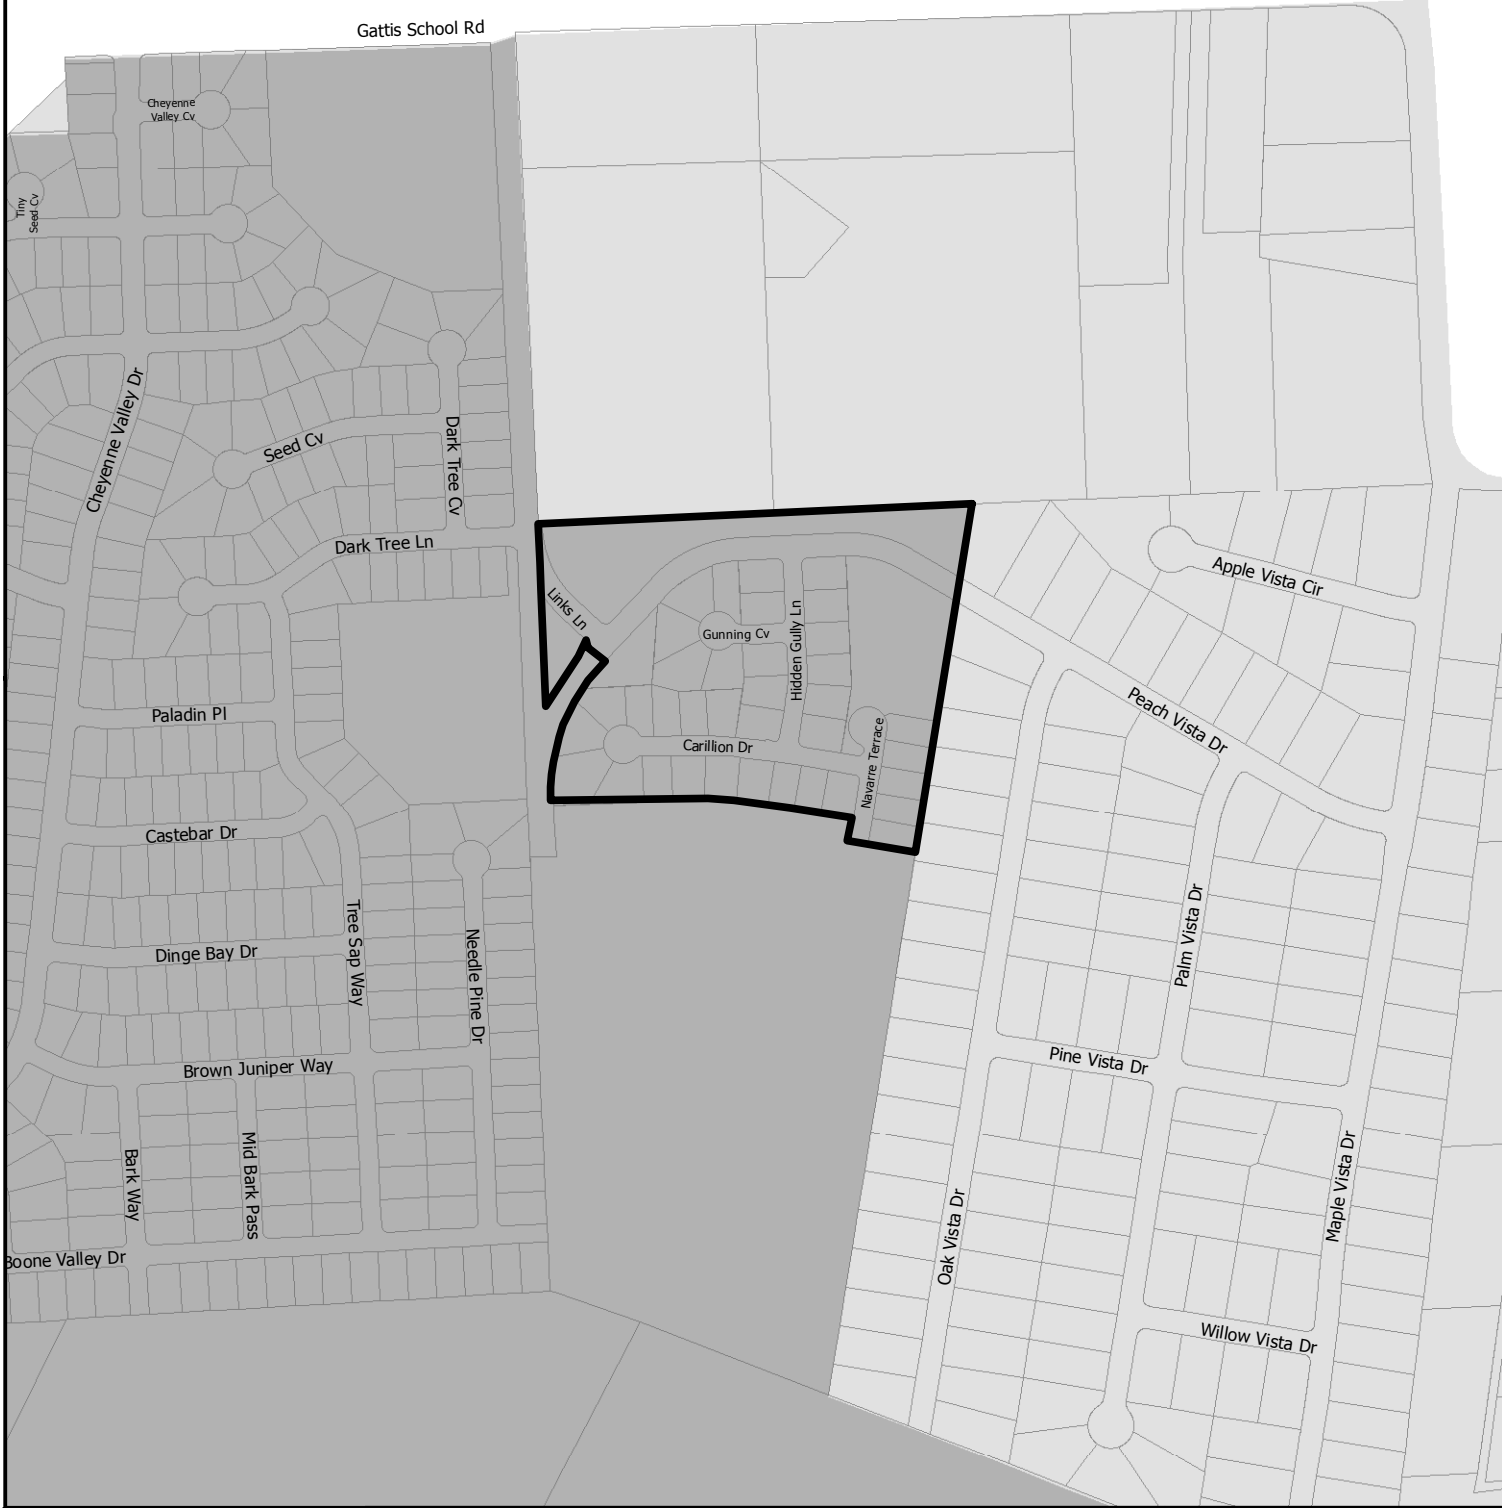 Gattis School Rd
Cheyenne
Valley Cv
Tiny
Seed Cv
Cheyenne Valley Dr
Seed Cv
Dark Tree Cv
Dark Tree Ln
Links Ln
Gunning Cv
Hidden Gully Ln
Apple Vista Cir
Paladin Pl
Carillion Dr
Navarre Terrace
Peach Vista Dr
Castebar Dr
Tree Sap Way
Needle Pine Dr
Dinge Bay Dr
Palm Vista Dr
Brown Juniper Way
Pine Vista Dr
Bark Way
Mid Bark Pass
Oak Vista Dr
Maple Vista Dr
Boone Valley Dr
Willow Vista Dr